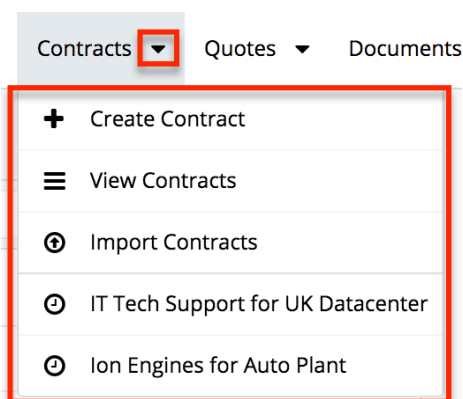 Contracts Quotes Documents
Create Contract
View Contracts
Import Contracts
IT Tech Support for UK Datacenter
Ion Engines for Auto Plant